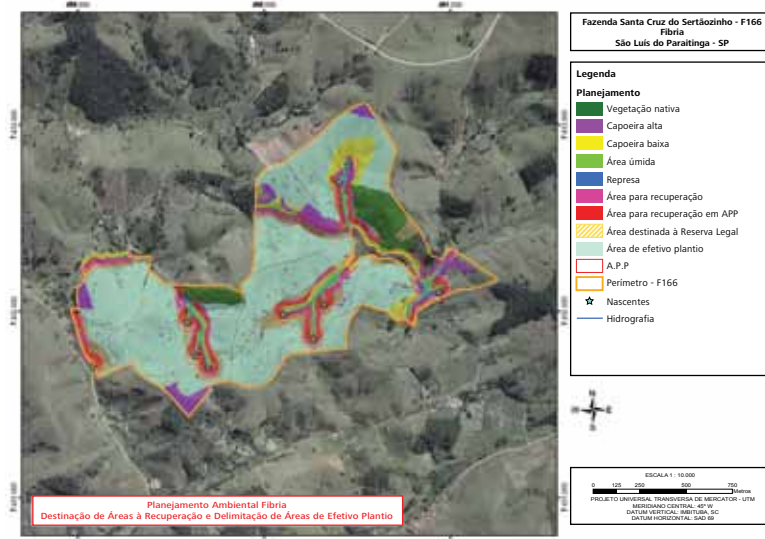 Fazenda Santa Cruz do Sertãozinho - F166
Fibria
São Luís do Paraitinga - SP
Legenda
Planejamento
Vegetação nativa
Capoeira alta
Capoeira baixa
Área úmida
Represa
Área para recuperação
Área para recuperação em APP
Área destinada à Reserva Legal
Área de efetivo plantio
A.P.P
Perímetro - F166
Nascentes
Hidrografia
N
E
S
ESCALA 1 : 10.000
0 125 250 500 750
Metros
PROJETO UNIVERSAL TRANSVERSA DE MERCATOR - UTM
MERIDIANO CENTRAL: 45º W
DATUM VERTICAL: IMBITUBA, SC
DATUM HORIZONTAL: SAD 69
Planejamento Ambiental Fibria
Destinação de Áreas à Recuperação e Delimitação de Áreas de Efetivo Plantio